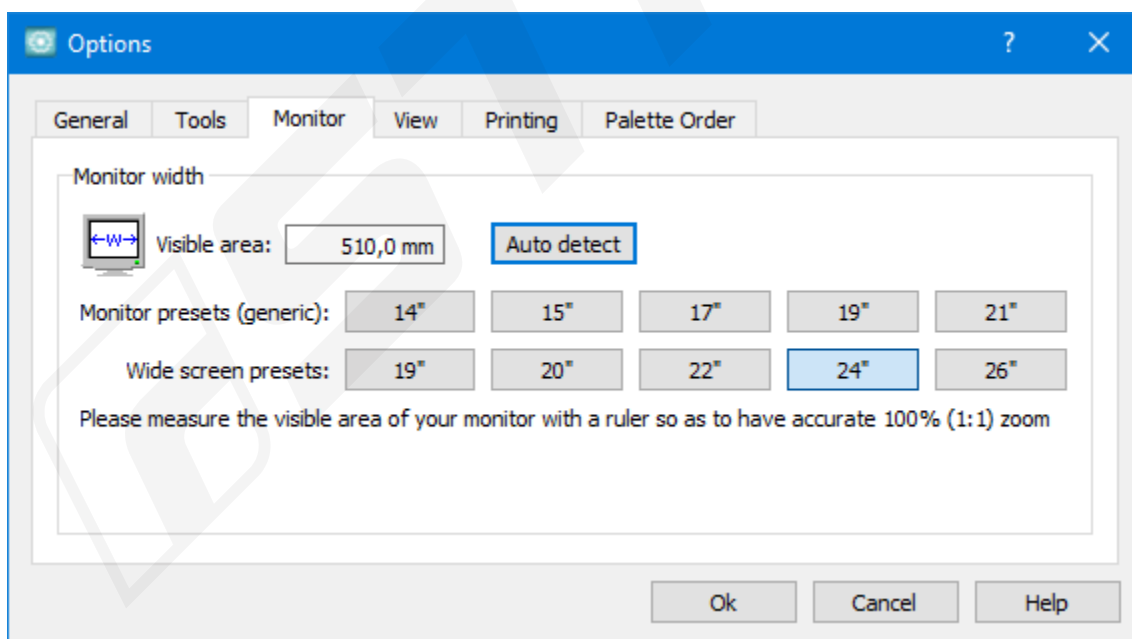 Options ?
General Tools Monitor View Printing Palette Order
Monitor width
←W→ Visible area: 510,0 mm Auto detect
Monitor presets (generic): 14" 15" 17" 19" 21"
Wide screen presets: 19" 20" 22" 24" 26"
Please measure the visible area of your monitor with a ruler so as to have accurate 100% (1:1) zoom
Ok Cancel Help